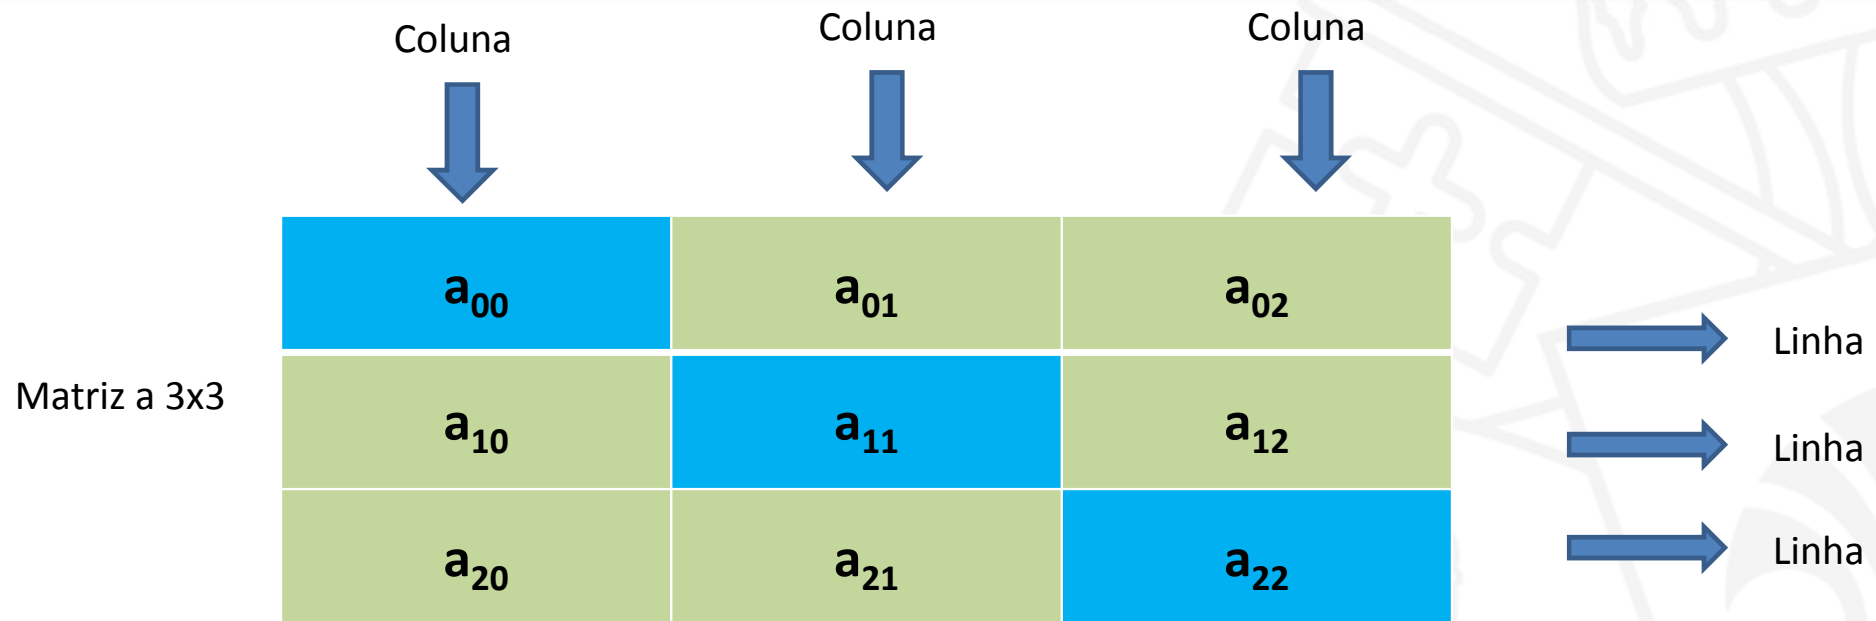 Coluna Coluna Coluna
a00 a01 a02
Linha
Matriz a 3x3
a10 a11 a12
Linha
a20 a21 a22
Linha